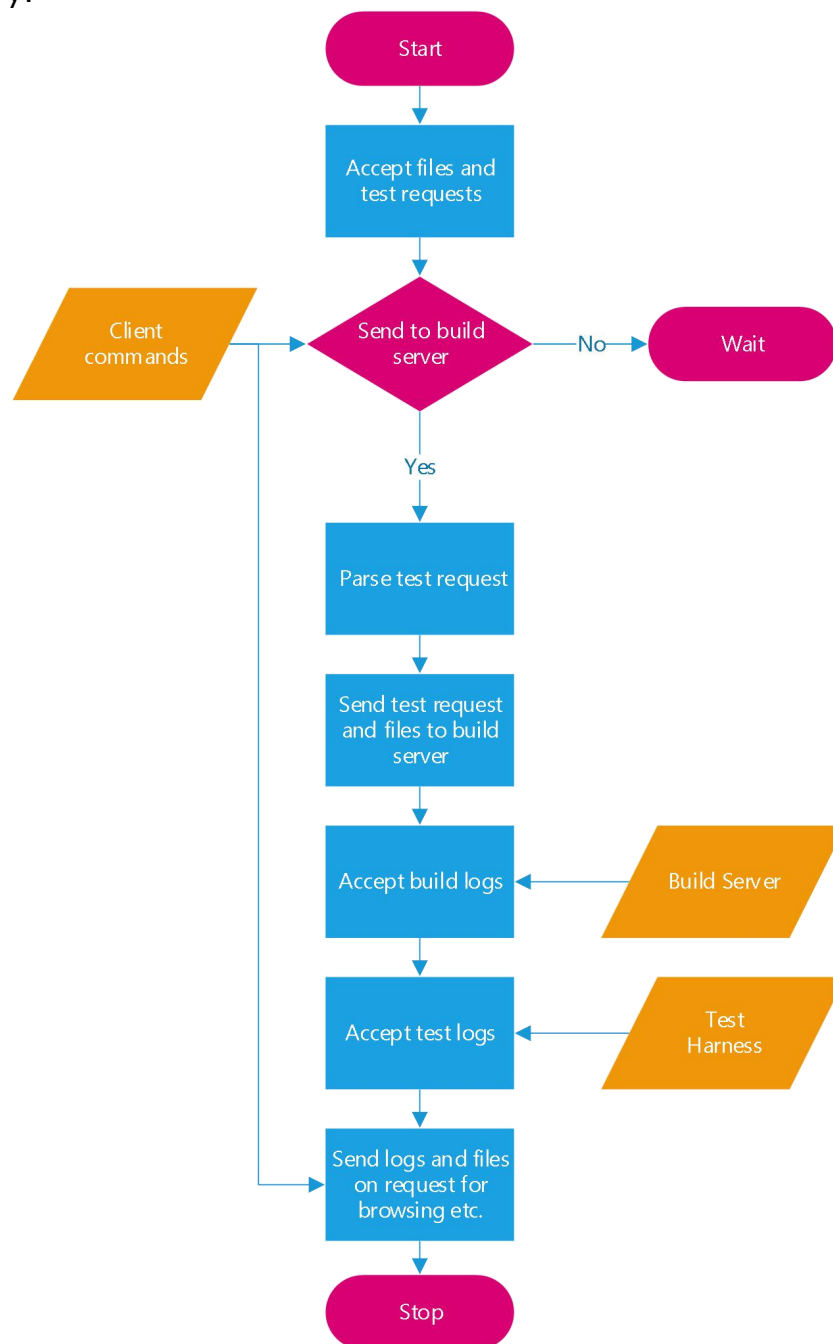 y.
Start
Accept files and
test requests
Client
commands
Send to build
server
No
Wait
Yes
Parse test request
Send test request
and files to build
server
Accept build logs
Build Server
Accept test logs
Test
Harness
Send logs and files
on request for
browsing etc.
Stop